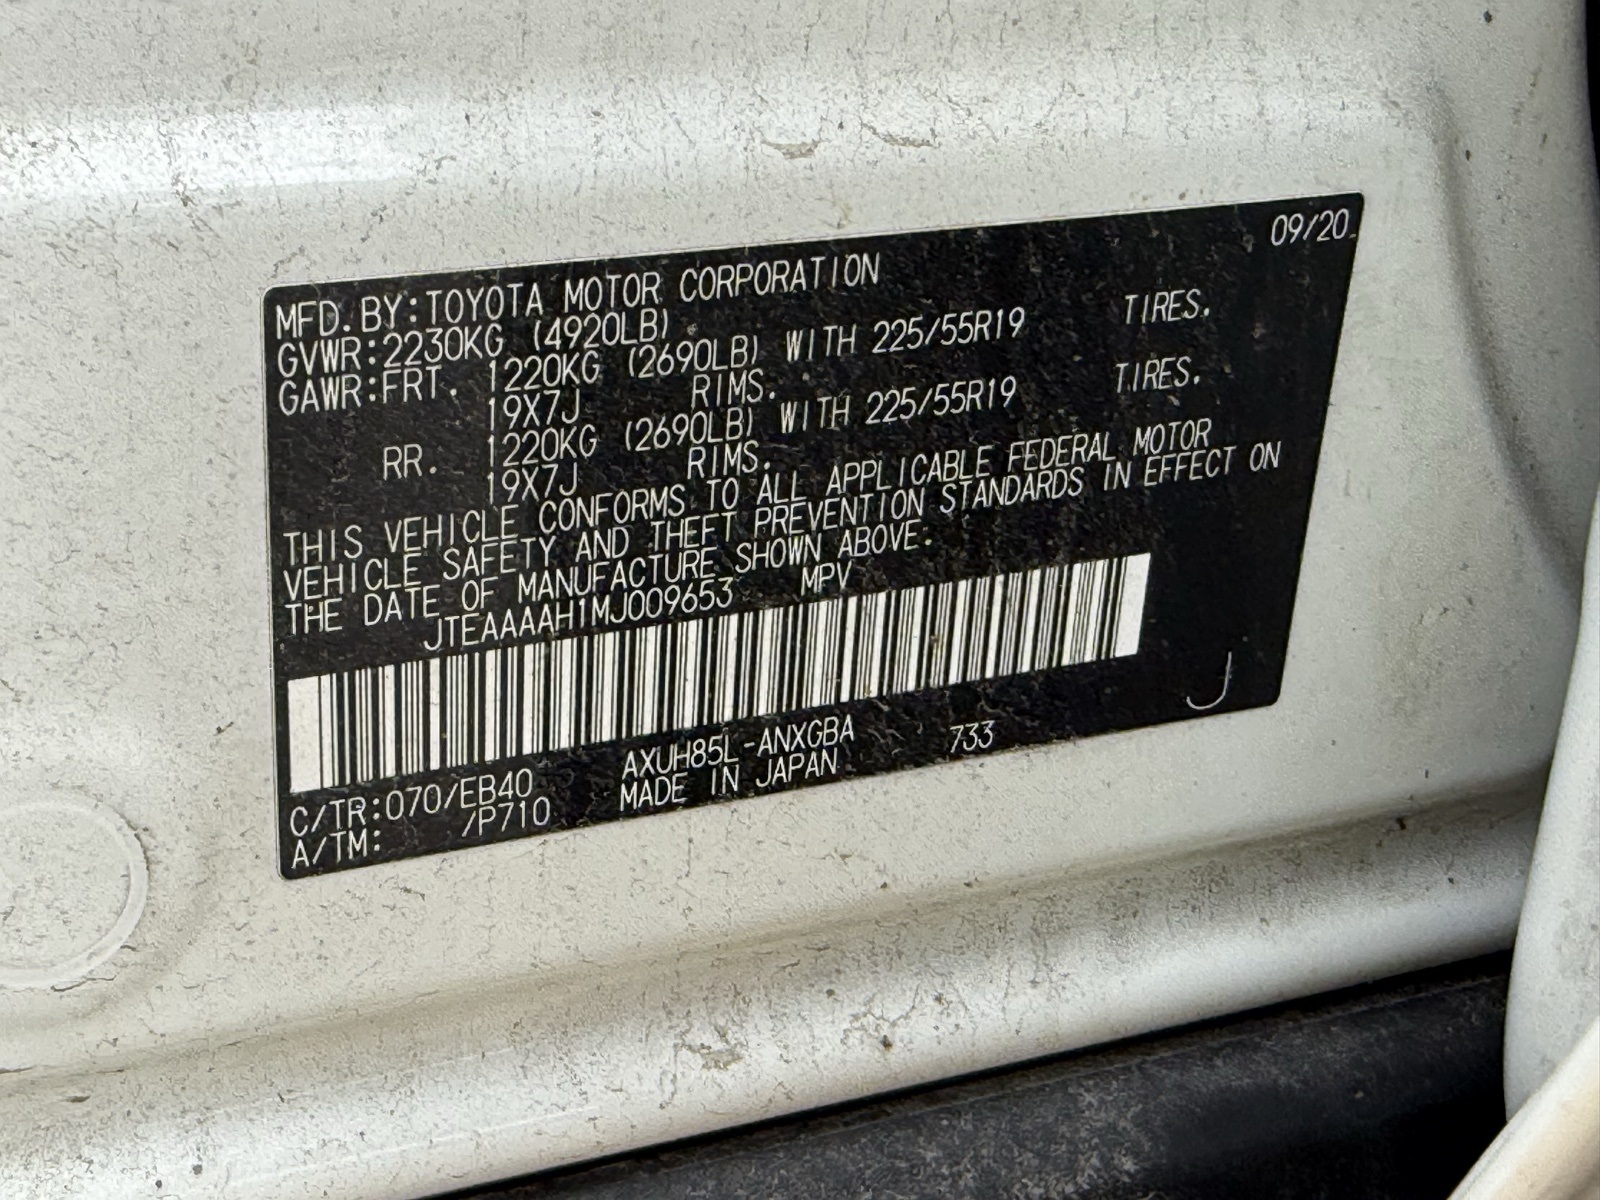 09/20
MFD. BY: TOYOTA MOTOR CORPORATION
GVWR: 2230KG (4920LB)
GAWR: FRT. 1220KG (2690LB) WITH 225/55R19 TIRES.
19X7J RIMS.
RR. 1220KG (2690LB) WITH 225/55R19 TIRES.
19X7J RIMS.
THIS VEHICLE CONFORMS TO ALL APPLICABLE FEDERAL MOTOR
VEHICLE SAFETY AND THEFT PREVENTION STANDARDS IN EFFECT ON
THE DATE OF MANUFACTURE SHOWN ABOVE.
JTEAAAAH1MJ009653 MPV
C/TR: 070/EB40 AXUH85L-ANXGBA 733
A/TM: /P710 MADE IN JAPAN
J